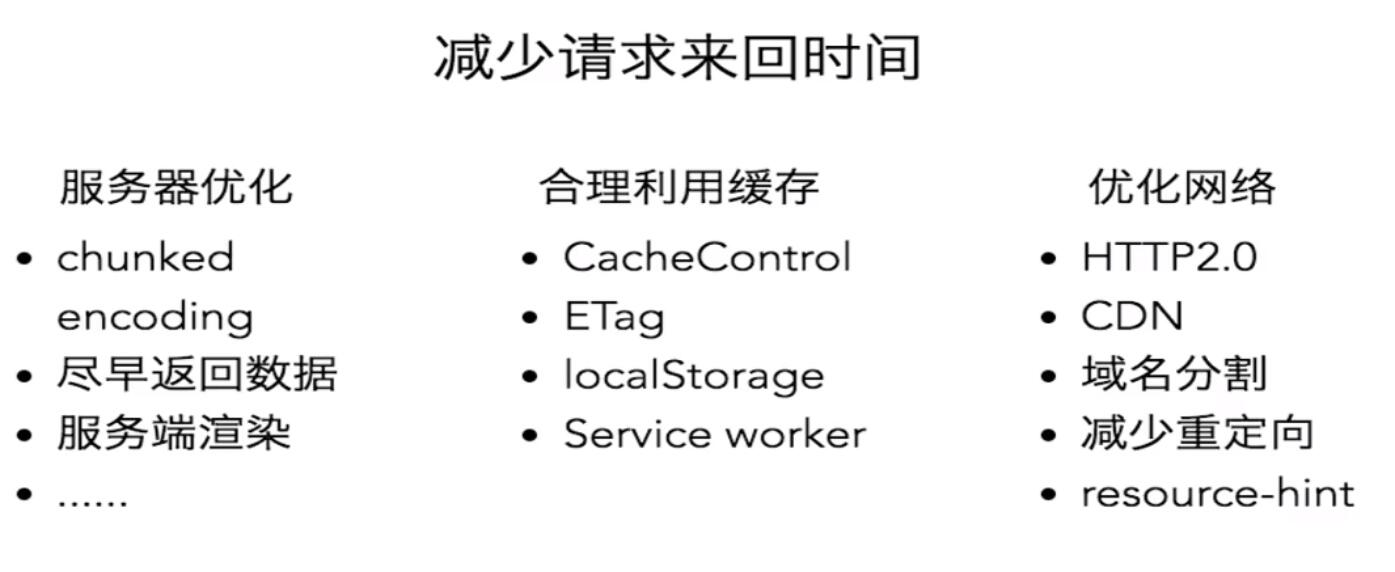 减少请求来回时间
服务器优化
• chunked
encoding
• 尽早返回数据
• 服务端渲染
• ......
合理利用缓存
• CacheControl
• ETag
• localStorage
• Service worker
优化网络
• HTTP2.0
• CDN
• 域名分割
• 减少重定向
• resource-hint